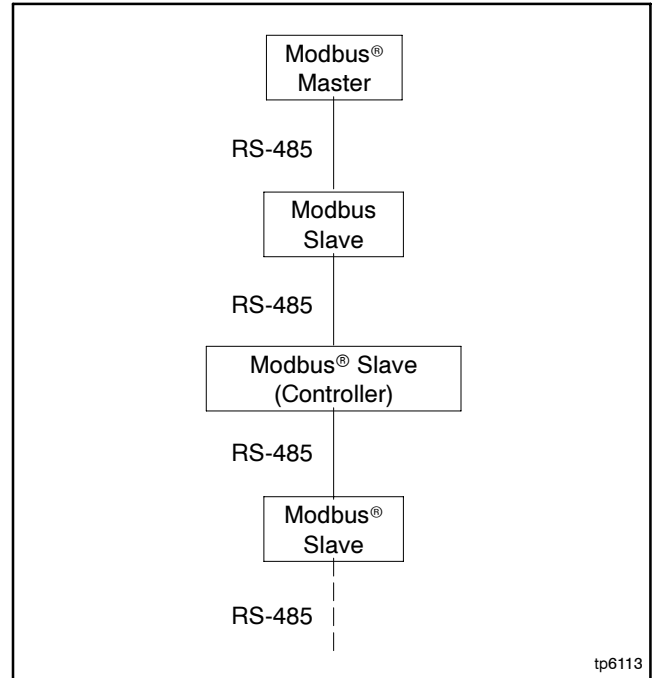 Modbus®
Master
RS-485
Modbus
Slave
RS-485
Modbus® Slave
(Controller)
RS-485
Modbus®
Slave
RS-485
tp6113